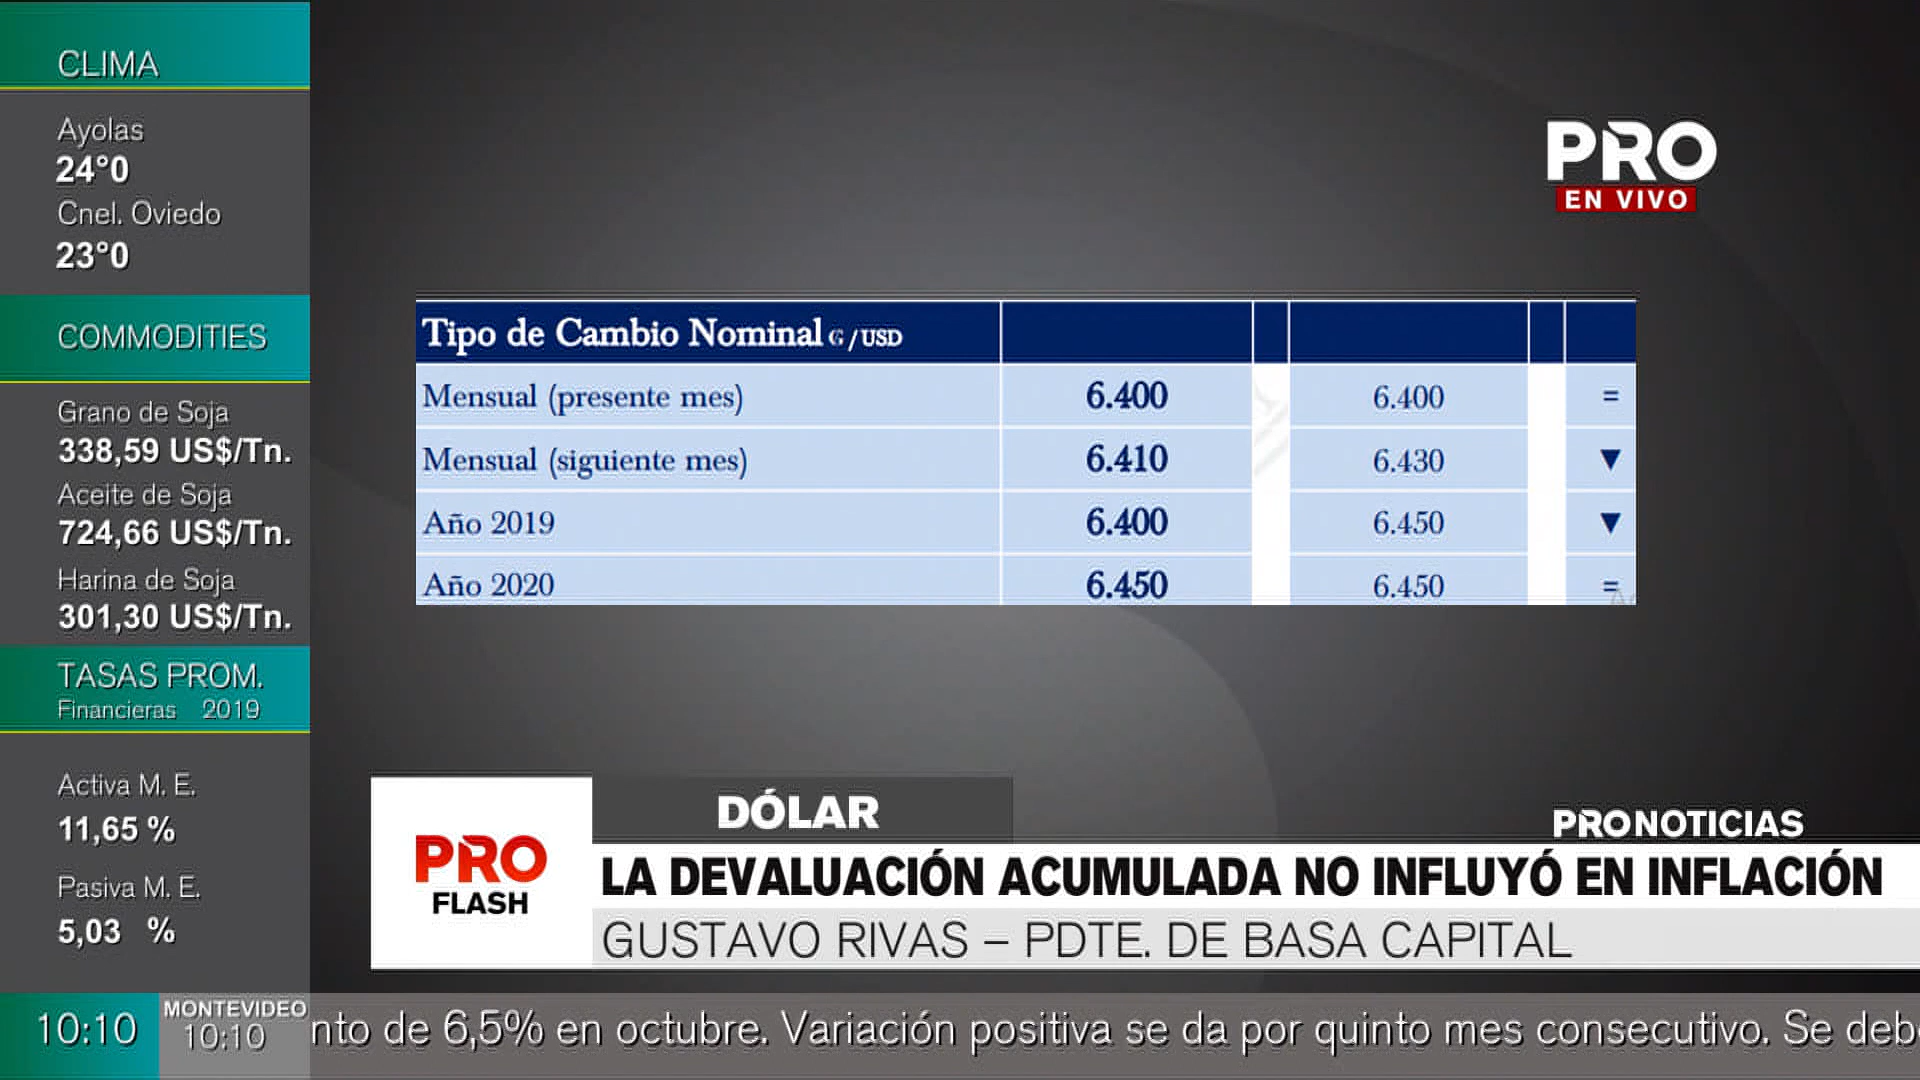 CLIMA
Ayolas
24°0
Cnel. Oviedo
23°0
COMMODITIES
Grano de Soja
338,59 US$/Tn.
Aceite de Soja
724,66 US$/Tn.
Harina de Soja
301,30 US$/Tn.
TASAS PROM.
Financieras 2019
Activa M. E.
11,65 %
Pasiva M. E.
5,03 %
PRO
EN VIVO
Tipo de Cambio Nominal ₲/USD
Mensual (presente mes) 6.400 6.400 =
Mensual (siguiente mes) 6.410 6.430 ▼
Año 2019 6.400 6.450 ▼
Año 2020 6.450 6.450 =
PRO
FLASH
DÓLAR
PRONOTICIAS
LA DEVALUACIÓN ACUMULADA NO INFLUYÓ EN INFLACIÓN
GUSTAVO RIVAS – PDTE. DE BASA CAPITAL
10:10
MONTEVIDEO
10:10
nto de 6,5% en octubre. Variación positiva se da por quinto mes consecutivo. Se deb